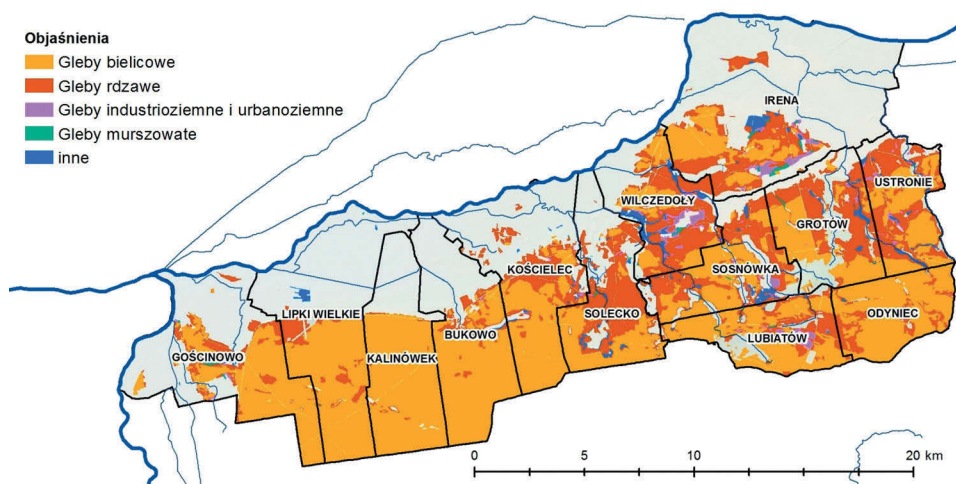 Objaśnienia
Gleby bielicowe
Gleby rdzawe
Gleby industrioziemne i urbanoziemne
Gleby murszowate
inne
IRENA
USTRONIE
WILCZEDOŁY
GROTÓW
KOŚCIELEC
SOSNÓWKA
LIPKI WIELKIE
SOLECKO
ODYNIEC
BUKOWO
LUBIATÓW
GOŚCINOWO
KALINÓWEK
0 5 10 20 km